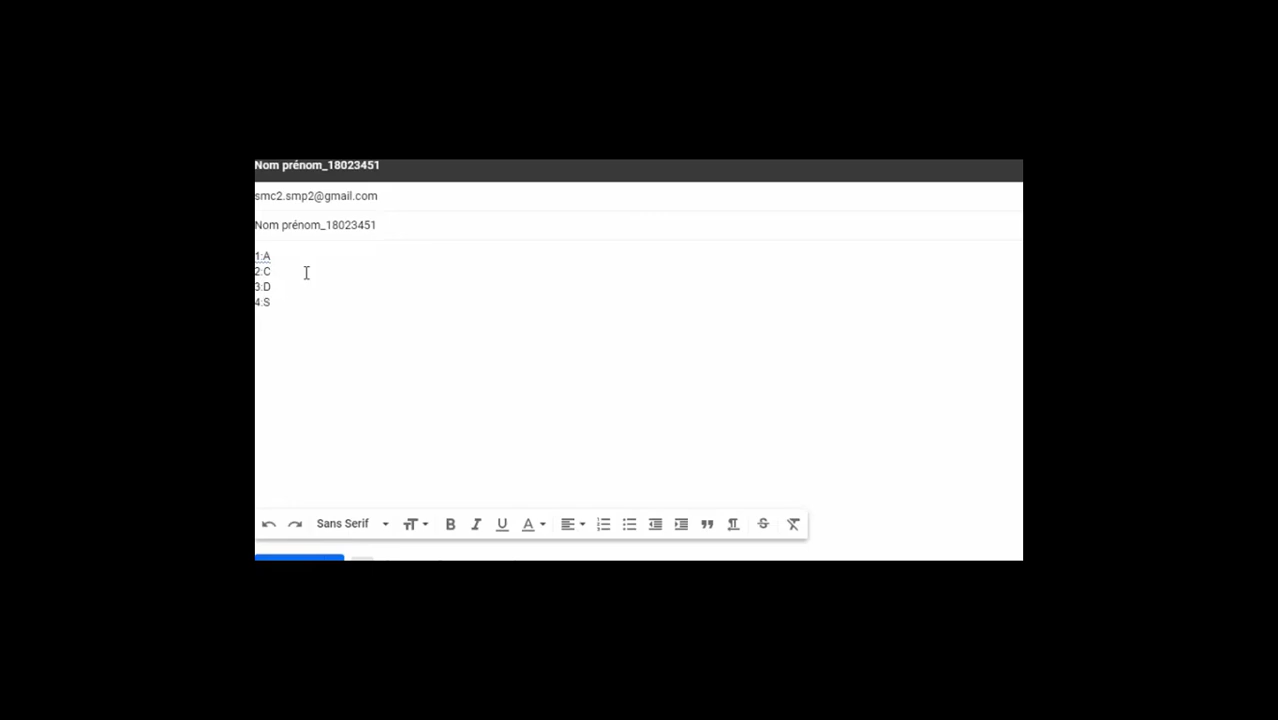 Nom prénom_18023451
smc2.smp2@gmail.com
Nom prénom_18023451
1:A
2:C
3:D
4:S
Sans Serif